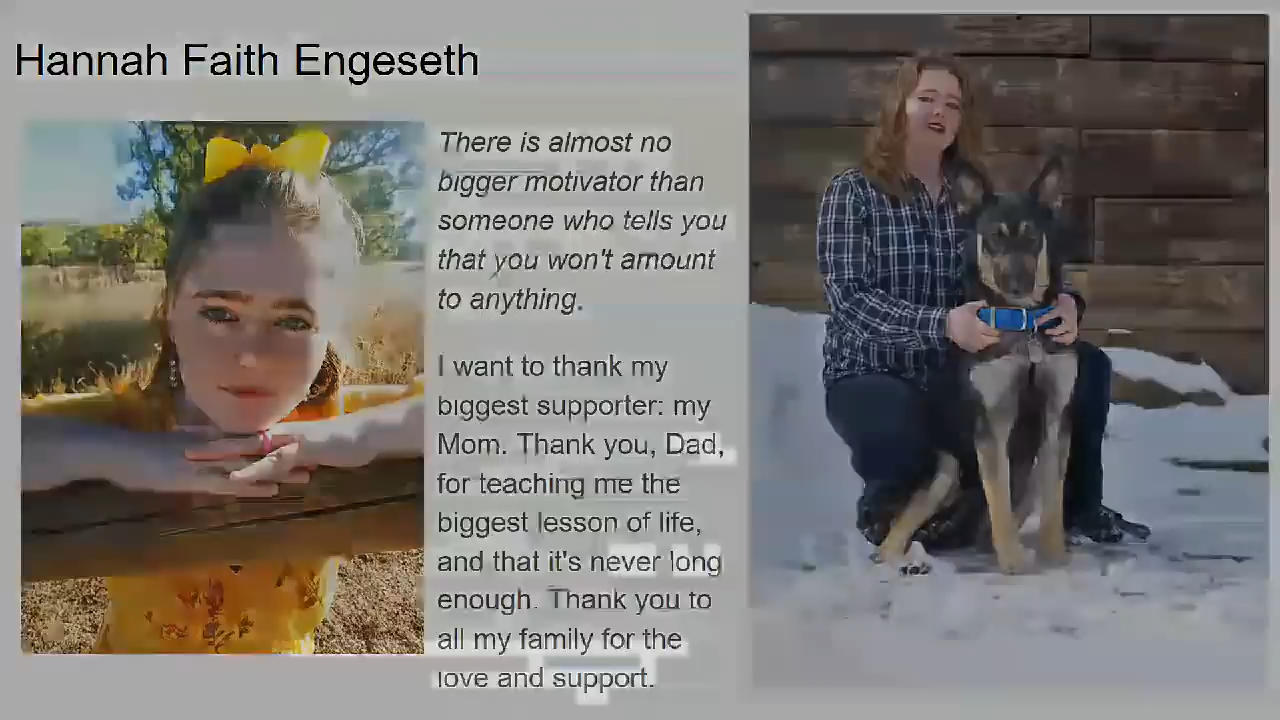 Hannah Faith Engeseth
There is almost no
bigger motivator than
someone who tells you
that you won't amount
to anything.
I want to thank my
biggest supporter: my
Mom. Thank you, Dad,
for teaching me the
biggest lesson of life,
and that it's never long
enough. Thank you to
all my family for the
love and support.